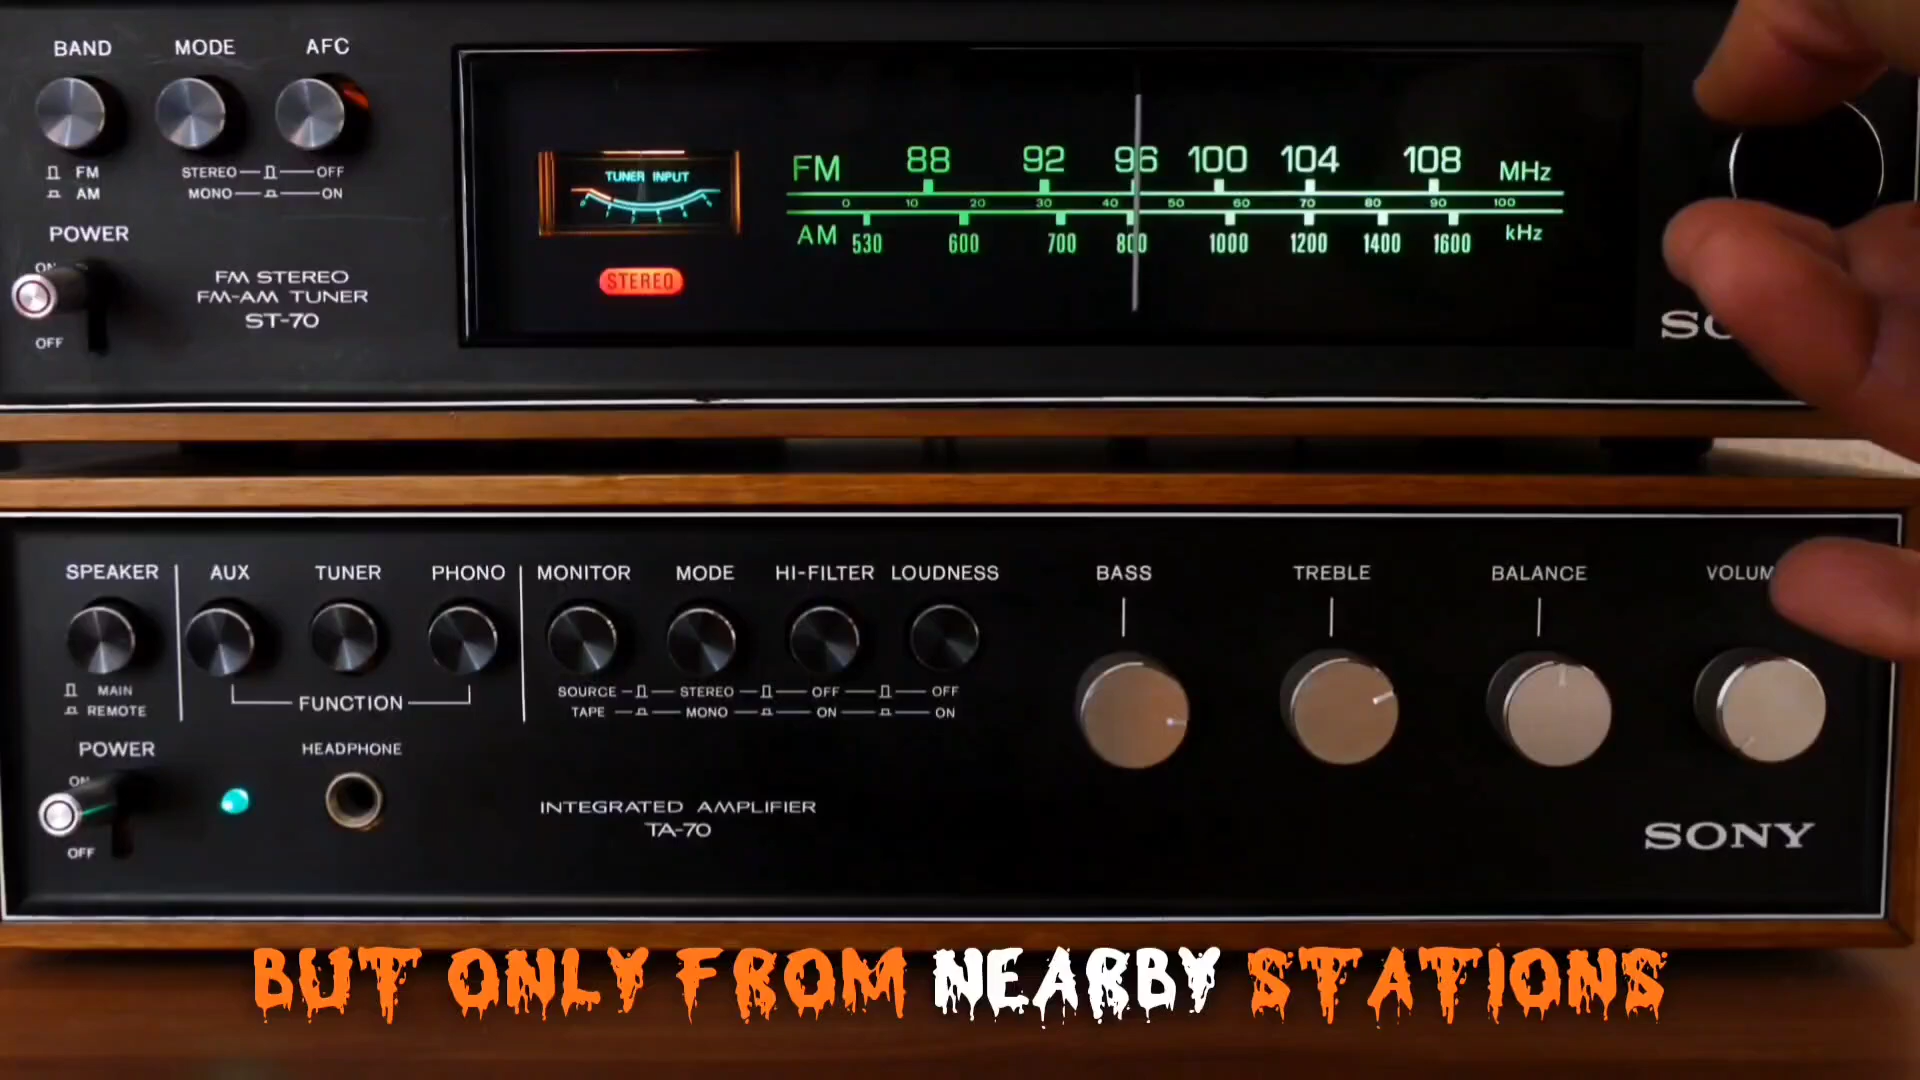 BAND MODE AFC
FM STEREO OFF
AM MONO ON
POWER
ON
OFF
FM STEREO
FM-AM TUNER
ST-70
TUNER INPUT
STEREO
FM 88 92 96 100 104 108 MHz
0 10 20 30 40 50 60 70 80 90 100
AM 530 600 700 800 1000 1200 1400 1600 kHz
SPEAKER AUX TUNER PHONO MONITOR MODE HI-FILTER LOUDNESS BASS TREBLE BALANCE
MAIN
REMOTE
FUNCTION
SOURCE STEREO OFF OFF
TAPE MONO ON ON
POWER
ON
OFF
HEADPHONE
INTEGRATED AMPLIFIER
TA-70
SONY
BUT ONLY FROM NEARBY STATIONS